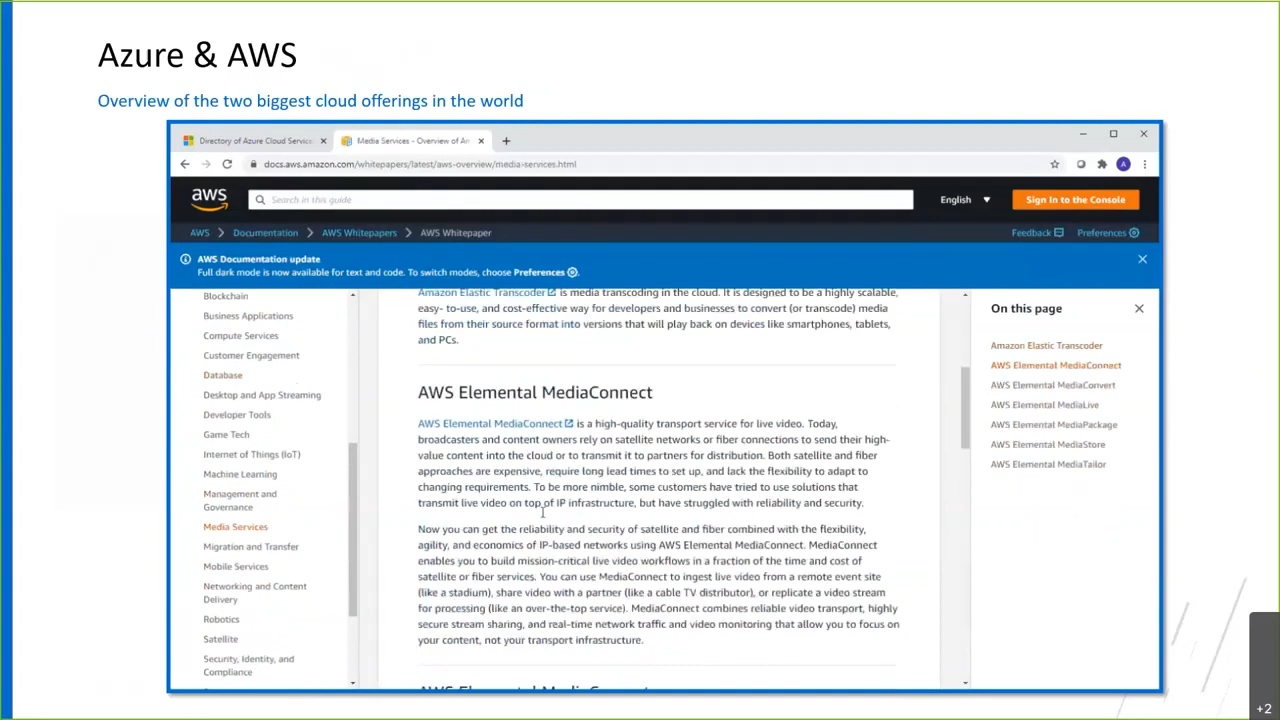 Azure & AWS
Overview of the two biggest cloud offerings in the world
Directory of Azure Cloud Service
Media Services - Overview of Am
docs.aws.amazon.com/whitepapers/latest/aws-overview/media-services.html
A
aws
Search in this guide
English
Sign In to the Console
AWS > Documentation > AWS Whitepapers > AWS Whitepaper
Feedback
Preferences
AWS Documentation update
Full dark mode is now available for text and code. To switch modes, choose Preferences.
Blockchain
Business Applications
Compute Services
Customer Engagement
Database
Desktop and App Streaming
Developer Tools
Game Tech
Internet of Things (IoT)
Machine Learning
Management and
Governance
Media Services
Migration and Transfer
Mobile Services
Networking and Content
Delivery
Robotics
Satellite
Security, Identity, and
Compliance
Amazon Elastic Transcoder is media transcoding in the cloud. It is designed to be a highly scalable,
easy- to-use, and cost-effective way for developers and businesses to convert (or transcode) media
files from their source format into versions that will play back on devices like smartphones, tablets,
and PCs.
AWS Elemental MediaConnect
AWS Elemental MediaConnect is a high-quality transport service for live video. Today,
broadcasters and content owners rely on satellite networks or fiber connections to send their high-
value content into the cloud or to transmit it to partners for distribution. Both satellite and fiber
approaches are expensive, require long lead times to set up, and lack the flexibility to adapt to
changing requirements. To be more nimble, some customers have tried to use solutions that
transmit live video on top of IP infrastructure, but have struggled with reliability and security.
Now you can get the reliability and security of satellite and fiber combined with the flexibility,
agility, and economics of IP-based networks using AWS Elemental MediaConnect. MediaConnect
enables you to build mission-critical live video workflows in a fraction of the time and cost of
satellite or fiber services. You can use MediaConnect to ingest live video from a remote event site
(like a stadium), share video with a partner (like a cable TV distributor), or replicate a video stream
for processing (like an over-the-top service). MediaConnect combines reliable video transport, highly
secure stream sharing, and real-time network traffic and video monitoring that allow you to focus on
your content, not your transport infrastructure.
AWS Elemental
On this page
Amazon Elastic Transcoder
AWS Elemental MediaConnect
AWS Elemental MediaConvert
AWS Elemental MediaLive
AWS Elemental MediaPackage
AWS Elemental MediaStore
AWS Elemental MediaTailor
+2